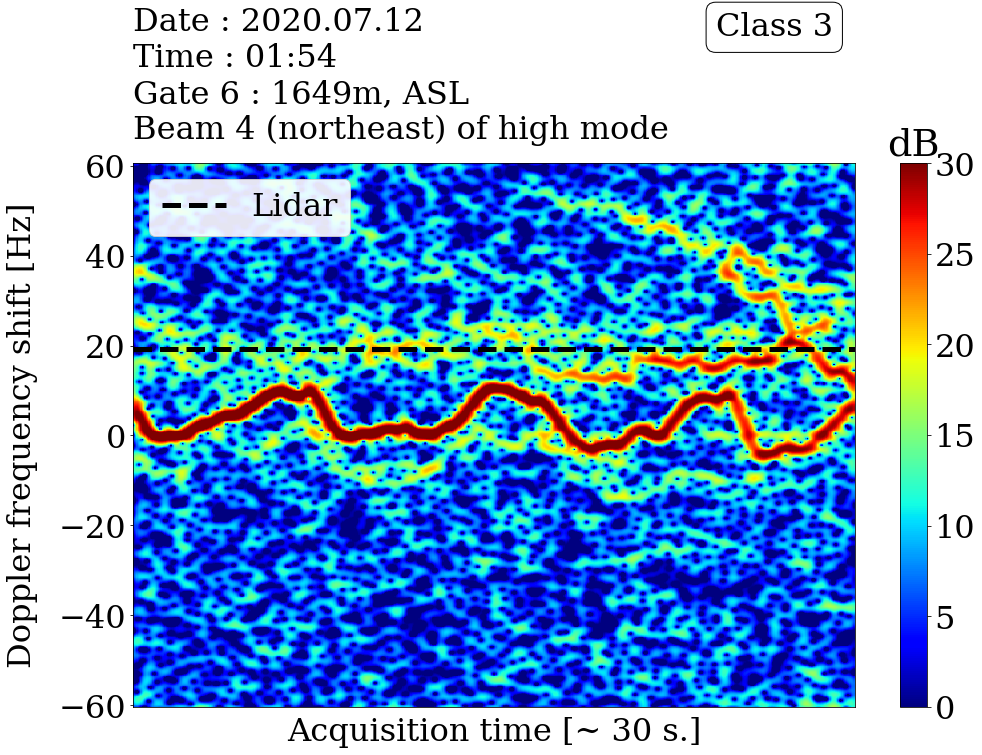 Date : 2020.07.12
Time : 01:54
Gate 6 : 1649m, ASL
Beam 4 (northeast) of high mode
Class 3
dB
Lidar
Doppler frequency shift [Hz]
60
40
20
0
−20
−40
−60
30
25
20
15
10
5
0
Acquisition time [~ 30 s.]